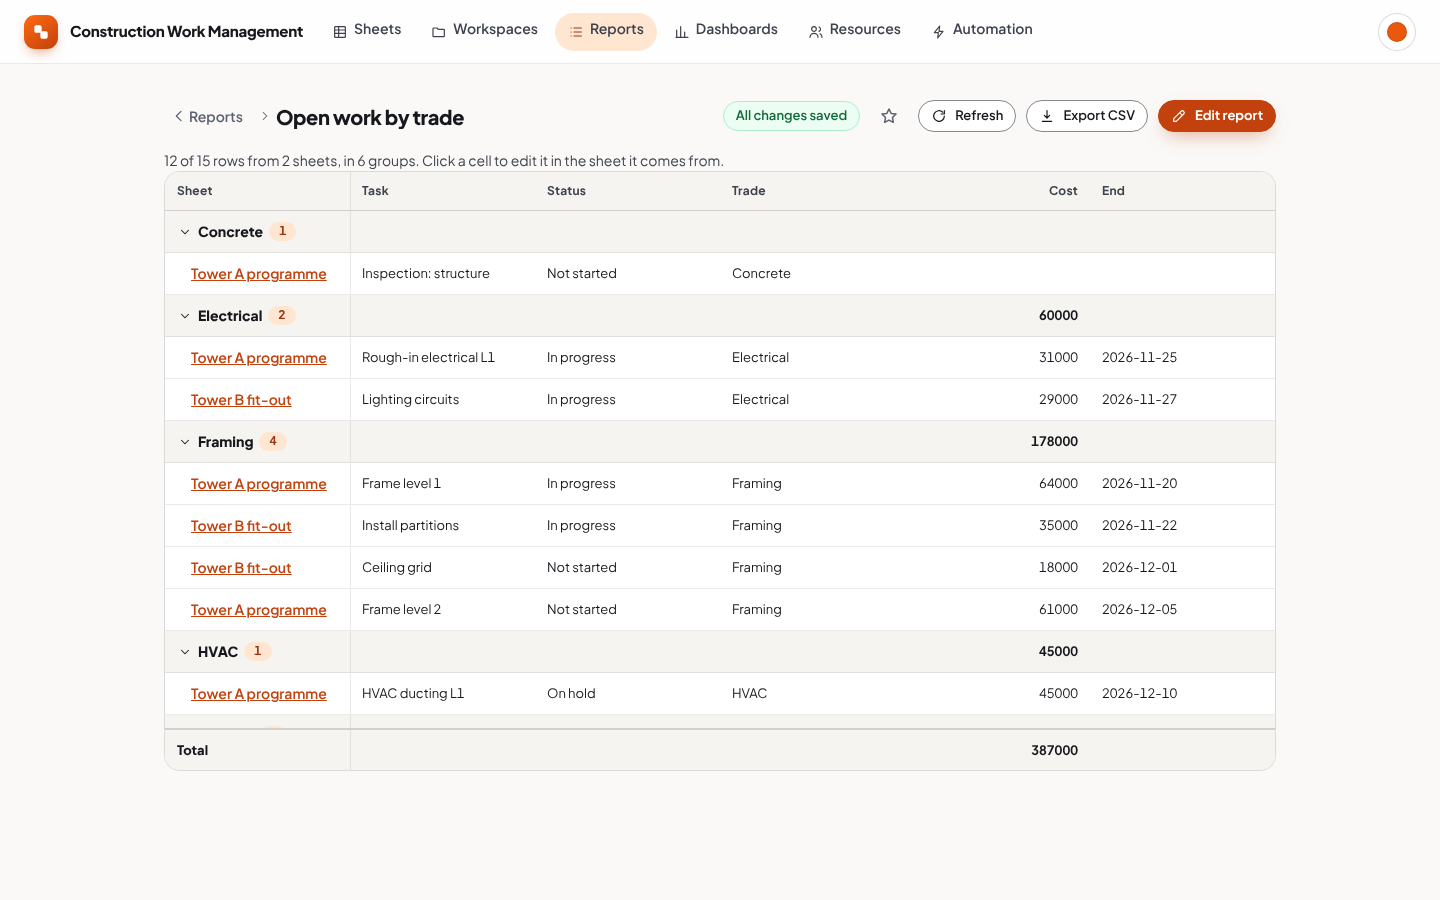 Construction Work Management Sheets Workspaces Reports Dashboards Resources Automation
Reports Open work by trade All changes saved Refresh Export CSV Edit report
12 of 15 rows from 2 sheets, in 6 groups. Click a cell to edit it in the sheet it comes from.
Sheet Task Status Trade Cost End
Concrete 1
Tower A programme Inspection: structure Not started Concrete
Electrical 2 60000
Tower A programme Rough-in electrical L1 In progress Electrical 31000 2026-11-25
Tower B fit-out Lighting circuits In progress Electrical 29000 2026-11-27
Framing 4 178000
Tower A programme Frame level 1 In progress Framing 64000 2026-11-20
Tower B fit-out Install partitions In progress Framing 35000 2026-11-22
Tower B fit-out Ceiling grid Not started Framing 18000 2026-12-01
Tower A programme Frame level 2 Not started Framing 61000 2026-12-05
HVAC 1 45000
Tower A programme HVAC ducting L1 On hold HVAC 45000 2026-12-10
Total 387000